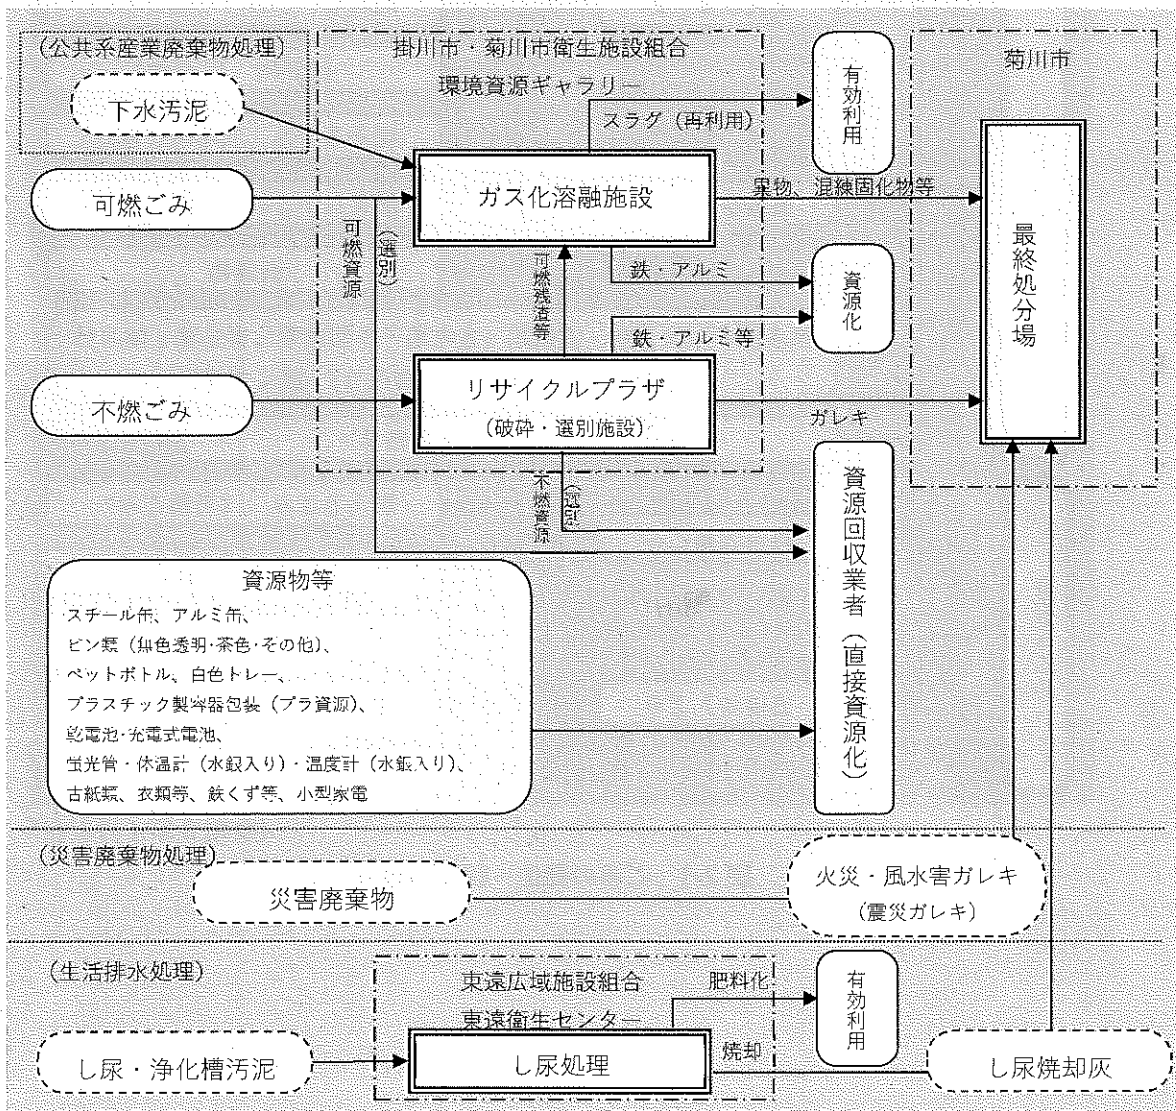 (公共系産業廃棄物処理)
下水汚泥
掛川市・菊川市衛生施設組合
環境資源ギャラリー
有効利用
菊川市
スラグ（再利用）
可燃ごみ
ガス化溶融施設
果物、混練固化物等
最終処分場
可燃資源
（選別）
可燃残渣等
鉄・アルミ
資源化
鉄・アルミ等
不燃ごみ
リサイクルプラザ
（破砕・選別施設）
ガレキ
不燃資源
（選別）
資源回収業者（直接資源化）
資源物等
スチール缶、アルミ缶、
ビン類（無色透明・茶色・その他）、
ペットボトル、白色トレー、
プラスチック製容器包装（プラ資源）、
乾電池・充電式電池、
蛍光管・体温計（水銀入り）・温度計（水銀入り）、
古紙類、衣類等、鉄くず等、小型家電
(災害廃棄物処理)
災害廃棄物
火災・風水害ガレキ
（震災ガレキ）
(生活排水処理)
東遠広域施設組合
東遠衛生センター
肥料化
有効利用
し尿・浄化槽汚泥
し尿処理
焼却
し尿焼却灰